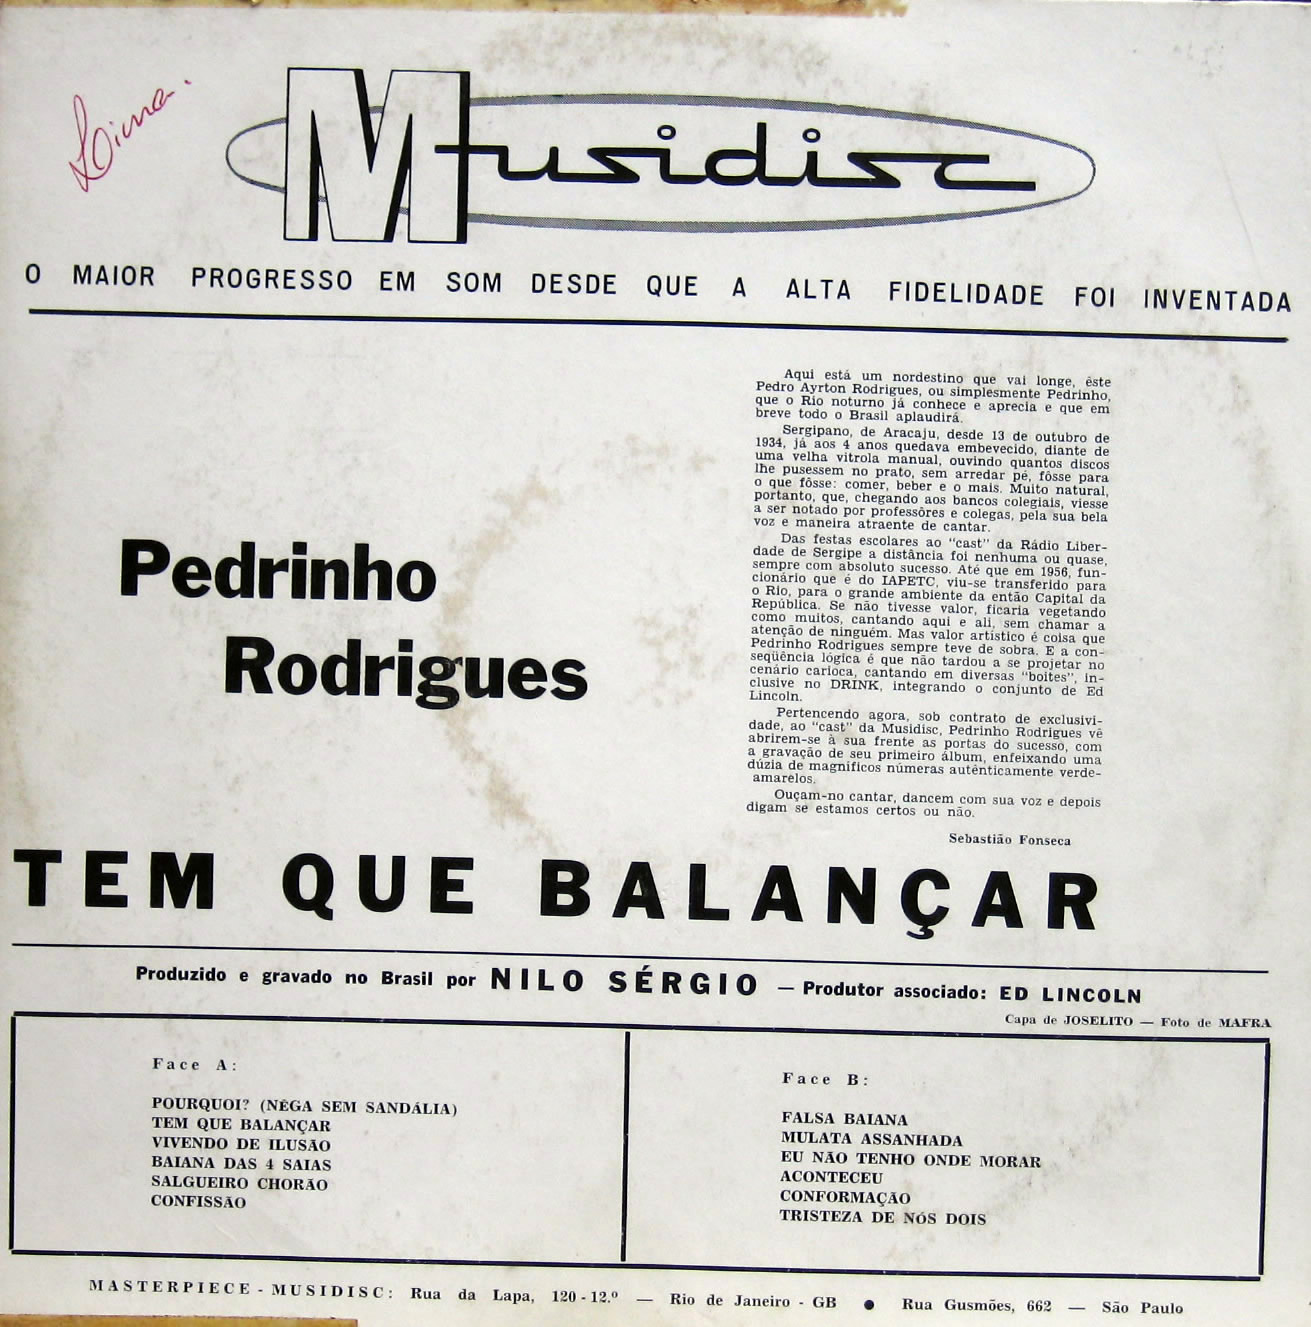 Lima.
Musidisc
O MAIOR PROGRESSO EM SOM DESDE QUE A ALTA FIDELIDADE FOI INVENTADA
Aqui está um nordestino que vai longe, êste
Pedro Ayrton Rodrigues, ou simplesmente Pedrinho,
que o Rio noturno já conhece e aprecia e que em
breve todo o Brasil aplaudirá.
Sergipano, de Aracaju, desde 13 de outubro de
1934, já aos 4 anos quedava embevecido, diante de
uma velha vitrola manual, ouvindo quantos discos
lhe pusessem no prato, sem arredar pé, fôsse para
o que fôsse: comer, beber e o mais. Muito natural,
portanto, que, chegando aos bancos colegiais, viesse
a ser notado por professôres e colegas, pela sua bela
voz e maneira atraente de cantar.
Das festas escolares ao "cast" da Rádio Liber-
dade de Sergipe a distância foi nenhuma ou quase,
sempre com absoluto sucesso. Até que em 1956, fun-
cionário que é do IAPETC, viu-se transferido para
o Rio, para o grande ambiente da então Capital da
República. Se não tivesse valor, ficaria vegetando
como muitos, cantando aqui e ali, sem chamar a
atenção de ninguém. Mas valor artístico é coisa que
Pedrinho Rodrigues sempre teve de sobra. E a con-
seqüência lógica é que não tardou a se projetar no
cenário carioca, cantando em diversas "boites", in-
clusive no DRINK, integrando o conjunto de Ed
Lincoln.
Pertencendo agora, sob contrato de exclusivi-
dade, ao "cast" da Musidisc, Pedrinho Rodrigues vê
abrirem-se à sua frente as portas do sucesso, com
a gravação de seu primeiro álbum, enfeixando uma
dúzia de magníficos númeras autênticamente verde-
amarelos.
Ouçam-no cantar, dancem com sua voz e depois
digam se estamos certos ou não.
Sebastião Fonseca
Pedrinho
Rodrigues
TEM QUE BALANÇAR
Produzido e gravado no Brasil por NILO SÉRGIO — Produtor associado: ED LINCOLN
Capa de JOSELITO — Foto de MAFRA
Face A:
POURQUOI? (NÊGA SEM SANDÁLIA)
TEM QUE BALANÇAR
VIVENDO DE ILUSÃO
BAIANA DAS 4 SAIAS
SALGUEIRO CHORÃO
CONFISSÃO
Face B:
FALSA BAIANA
MULATA ASSANHADA
EU NÃO TENHO ONDE MORAR
ACONTECEU
CONFORMAÇÃO
TRISTEZA DE NÓS DOIS
MASTERPIECE - MUSIDISC: Rua da Lapa, 120 - 12.º — Rio de Janeiro - GB ● Rua Gusmões, 662 — São Paulo